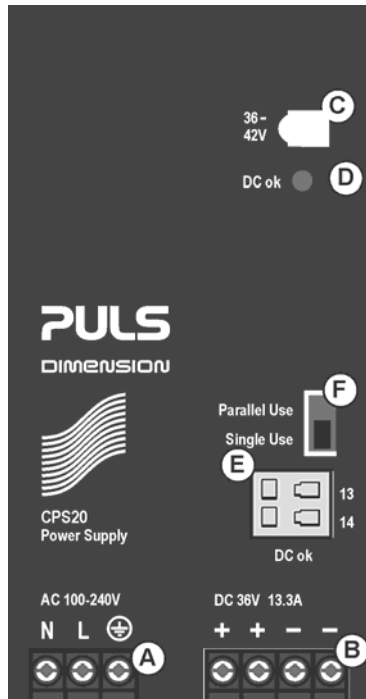 C
36-
42V
DC ok
D
PULS
DIMENSION
F
Parallel Use
Single Use
E
13
14
DC ok
CPS20
Power Supply
AC 100-240V
DC 36V 13.3A
N L
+ + − −
A
B